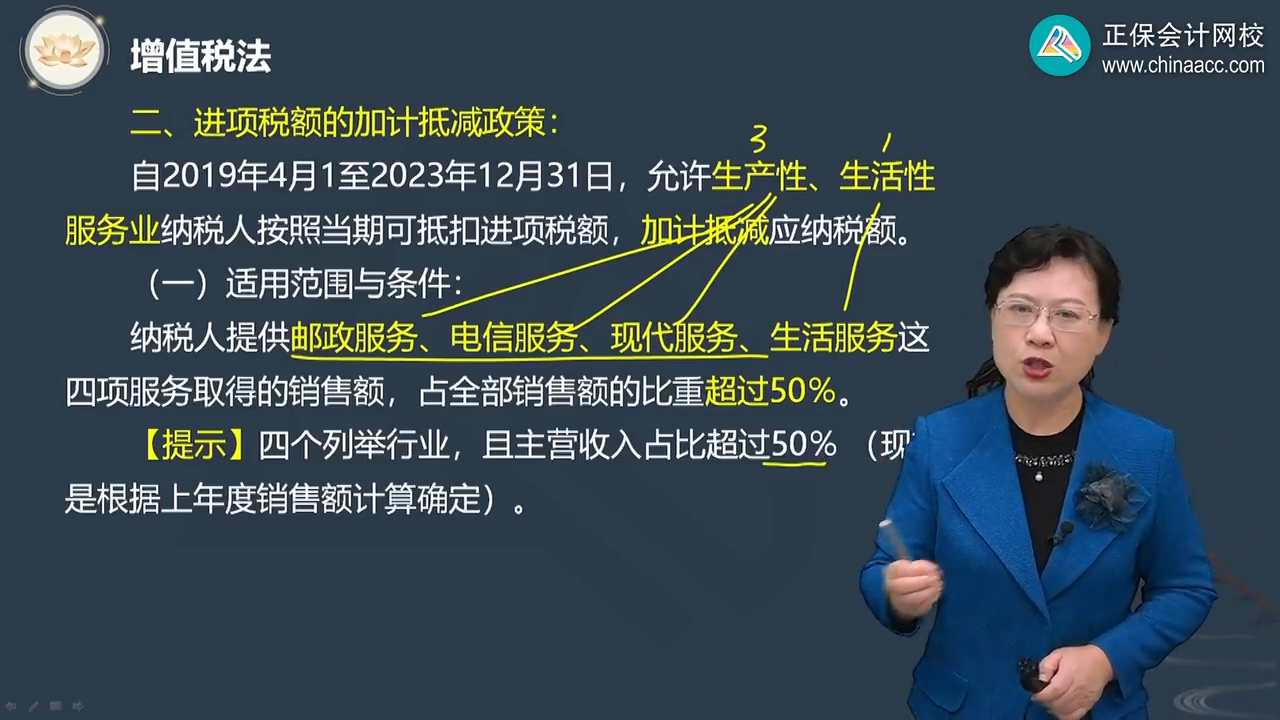 正保会计网校
www.chinaacc.com
增值税法
二、进项税额的加计抵减政策：
3 1
自2019年4月1至2023年12月31日，允许生产性、生活性
服务业纳税人按照当期可抵扣进项税额，加计抵减应纳税额。
（一）适用范围与条件：
纳税人提供邮政服务、电信服务、现代服务、生活服务这
四项服务取得的销售额，占全部销售额的比重超过50%。
【提示】四个列举行业，且主营收入占比超过50%（现
是根据上年度销售额计算确定）。